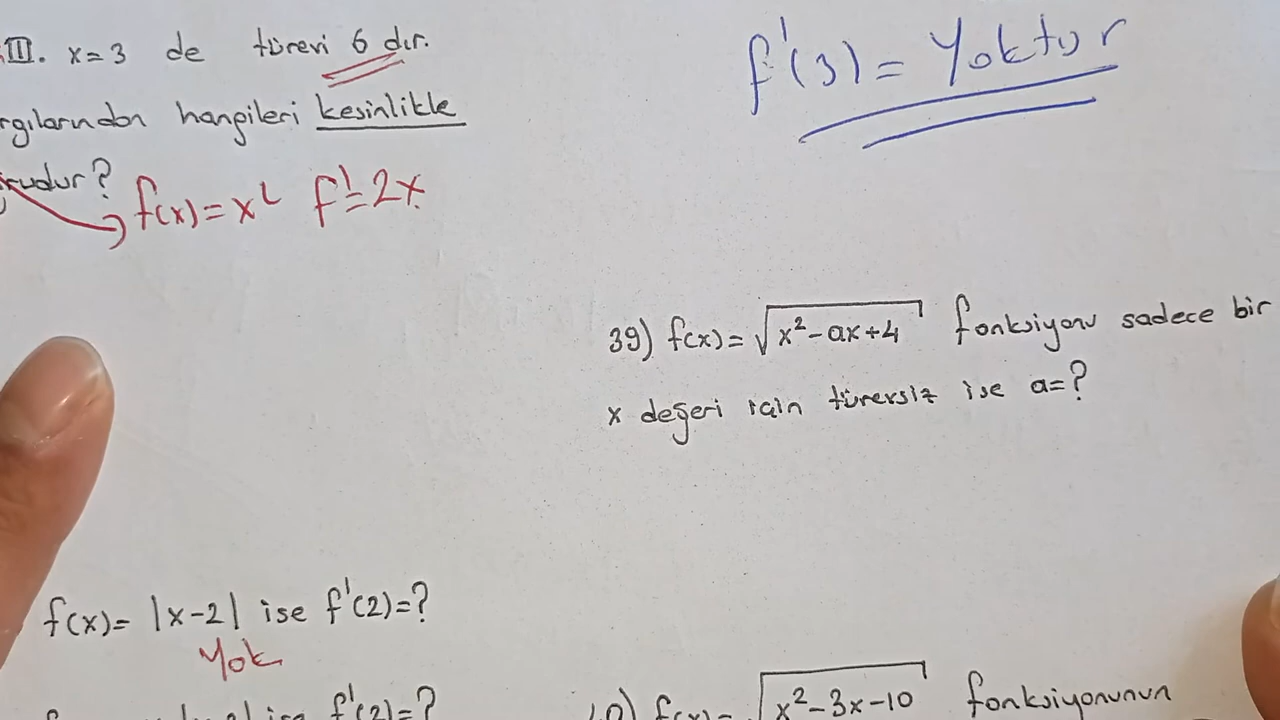 III. x=3 de türevi 6 dır.
hangileri kesinlikle
f(x)=x² f'=2x
f'(3)= Yoktur
39) f(x)=√x²-ax+4 fonksiyonu sadece bir
x değeri için türevsiz ise a=?
f(x)= |x-2| ise f'(2)=?
Yok
f'(2)=?
f(x)=√x²-3x-10 fonksiyonunun